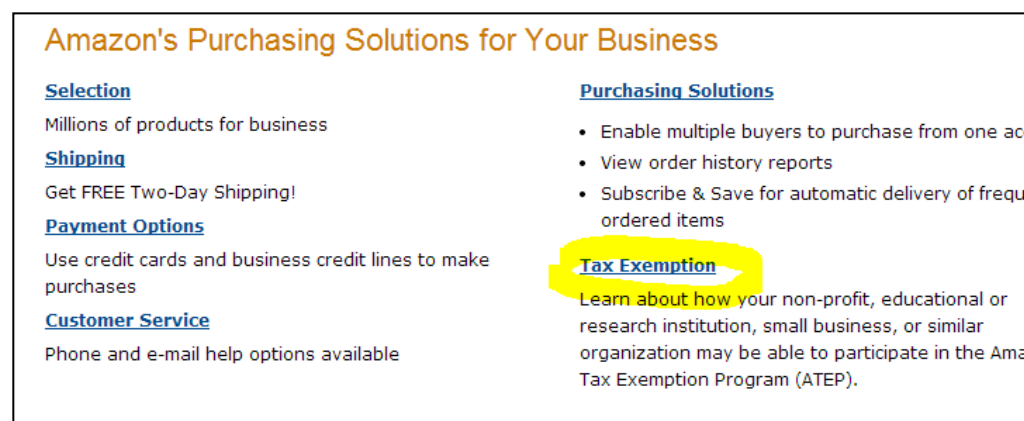 Amazon's Purchasing Solutions for Your Business
Selection
Millions of products for business
Shipping
Get FREE Two-Day Shipping!
Payment Options
Use credit cards and business credit lines to make
purchases
Customer Service
Phone and e-mail help options available
Purchasing Solutions
Enable multiple buyers to purchase from one
View order history reports
Subscribe & Save for automatic delivery of
ordered items
Tax Exemption
Learn about how your non-profit, educational or
research institution, small business, or similar
organization may be able to participate in the
Tax Exemption Program (ATEP).